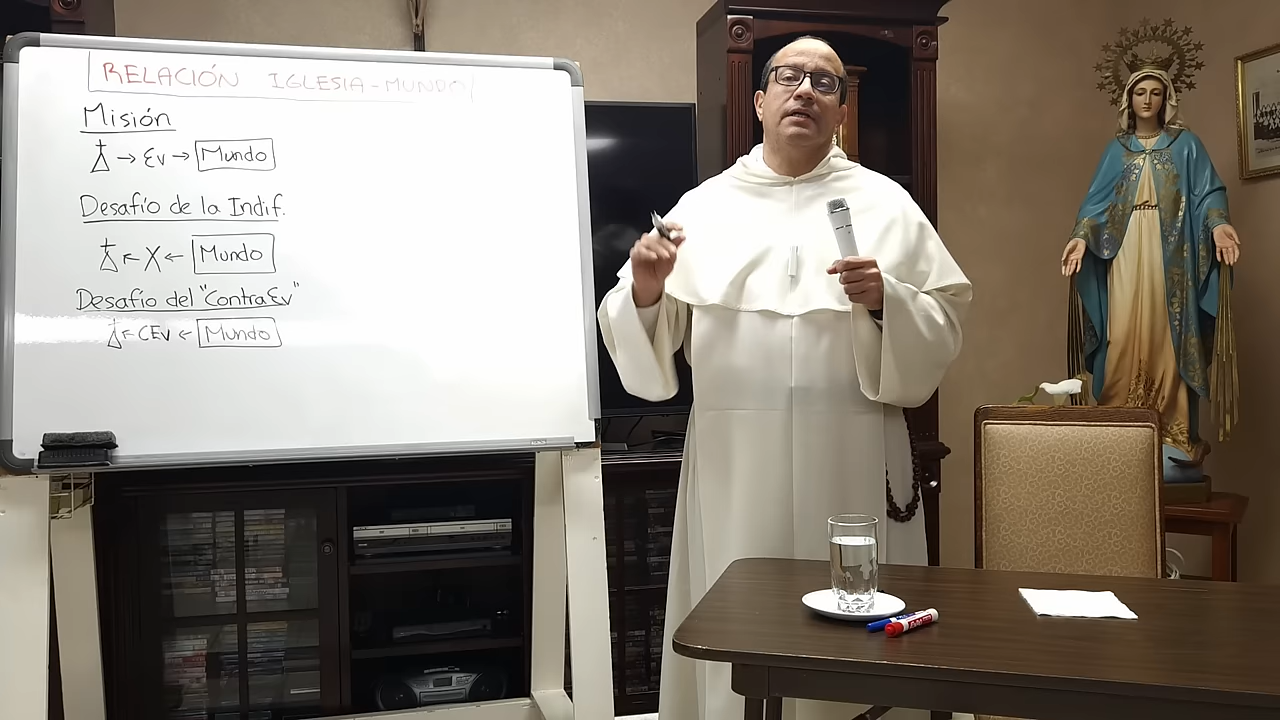 RELACIÓN IGLESIA-MUNDO
Misión
→ Ev → Mundo
Desafío de la Indif.
← X ← Mundo
Desafío del "ContraEv"
← CEv ← Mundo